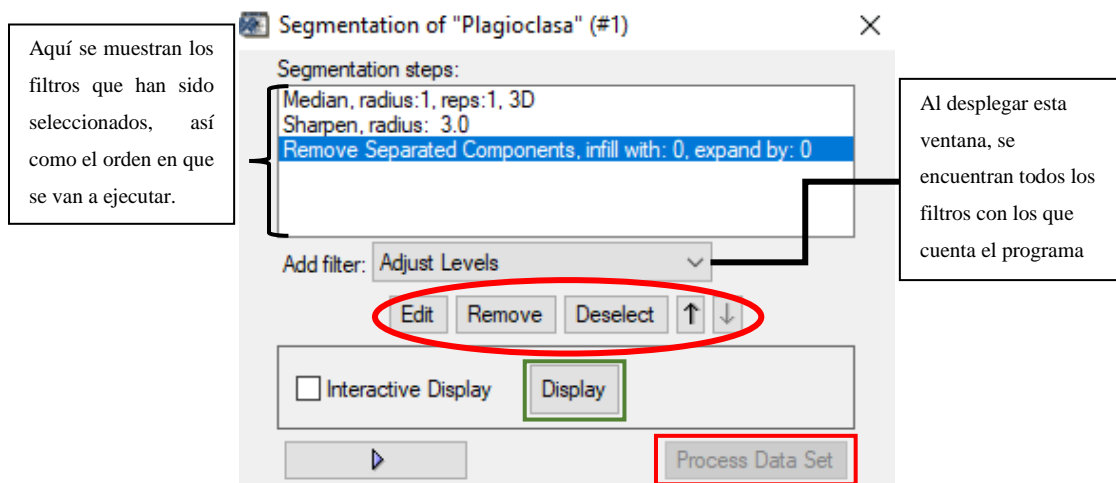 Segmentation of "Plagioclasa" (#1)
Aquí se muestran los
filtros que han sido
seleccionados, así
como el orden en que
se van a ejecutar.
Segmentation steps:
Median, radius:1, reps:1, 3D
Sharpen, radius: 3.0
Remove Separated Components, infill with: 0, expand by: 0
Al desplegar esta
ventana, se
encuentran todos los
filtros con los que
cuenta el programa
Add filter: Adjust Levels
Edit Remove Deselect ↑ ↓
Interactive Display Display
Process Data Set